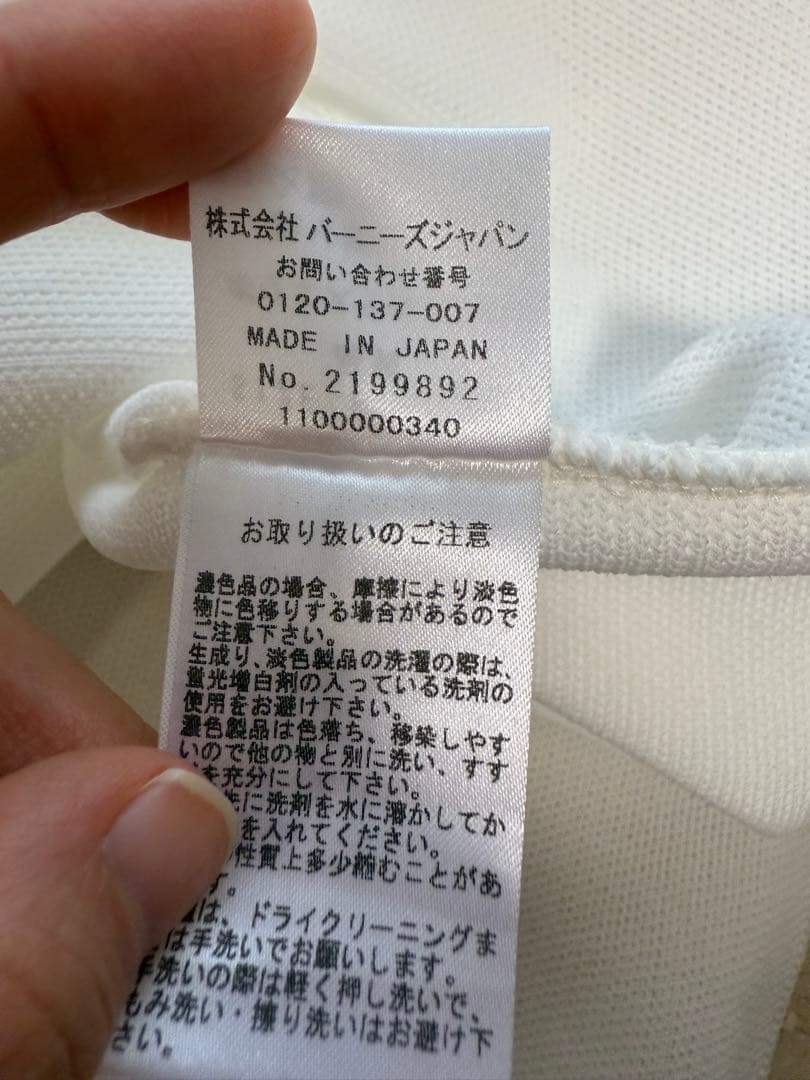 株式会社 バーニーズジャパン
お問い合わせ番号
0120-137-007
MADE IN JAPAN
No. 2199892
1100000340
お取り扱いのご注意
濃色品の場合、摩擦により淡色
物に色移りする場合があるので
ご注意下さい。
生成り、淡色製品の洗濯の際は、
蛍光増白剤の入っている洗剤の
使用をお避け下さい。
濃色製品は色落ち、移染しやす
いので他の物と別に洗い、すす
を充分にして下さい。
先に洗剤を水に溶かしてか
を入れてください。
性質上多少縮むことがあ
す。
は、ドライクリーニングま
は手洗いでお願いします。
手洗いの際は軽く押し洗いで、
もみ洗い・擦り洗いはお避け下
さい。